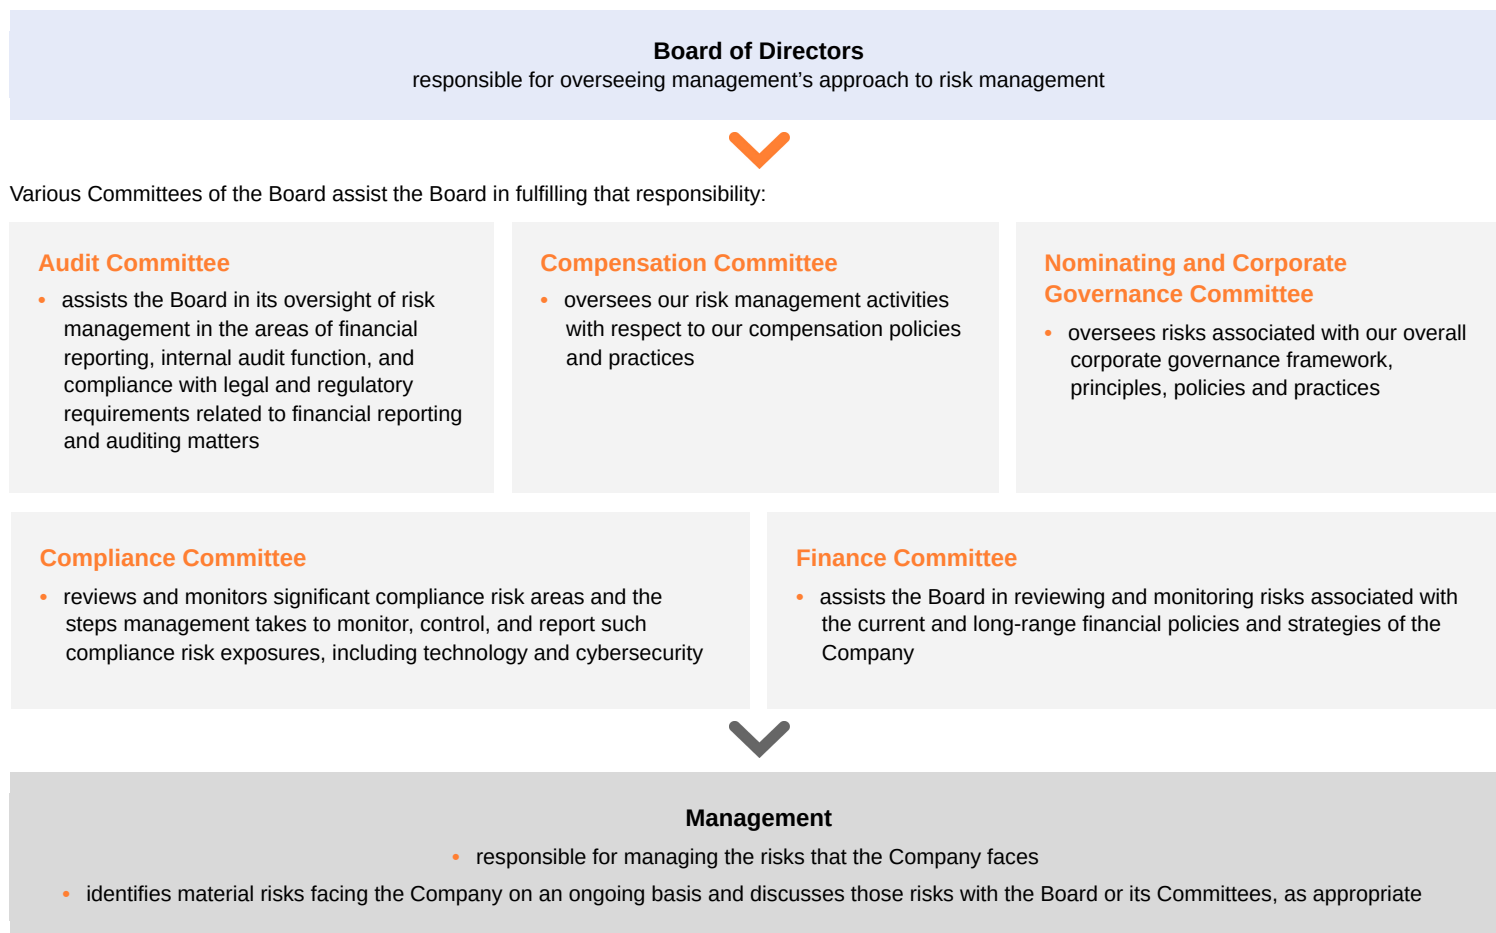 Board of Directors
responsible for overseeing management’s approach to risk management
Various Committees of the Board assist the Board in fulfilling that responsibility:
Audit Committee
• assists the Board in its oversight of risk
management in the areas of financial
reporting, internal audit function, and
compliance with legal and regulatory
requirements related to financial reporting
and auditing matters
Compensation Committee
• oversees our risk management activities
with respect to our compensation policies
and practices
Nominating and Corporate
Governance Committee
• oversees risks associated with our overall
corporate governance framework,
principles, policies and practices
Compliance Committee
• reviews and monitors significant compliance risk areas and the
steps management takes to monitor, control, and report such
compliance risk exposures, including technology and cybersecurity
Finance Committee
• assists the Board in reviewing and monitoring risks associated with
the current and long-range financial policies and strategies of the
Company
Management
• responsible for managing the risks that the Company faces
• identifies material risks facing the Company on an ongoing basis and discusses those risks with the Board or its Committees, as appropriate